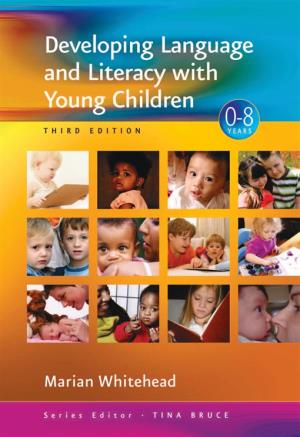 Developing Language
and Literacy with
Young Children
0-8
YEARS
THIRD EDITION
Marian Whitehead
Series Editor · TINA BRUCE